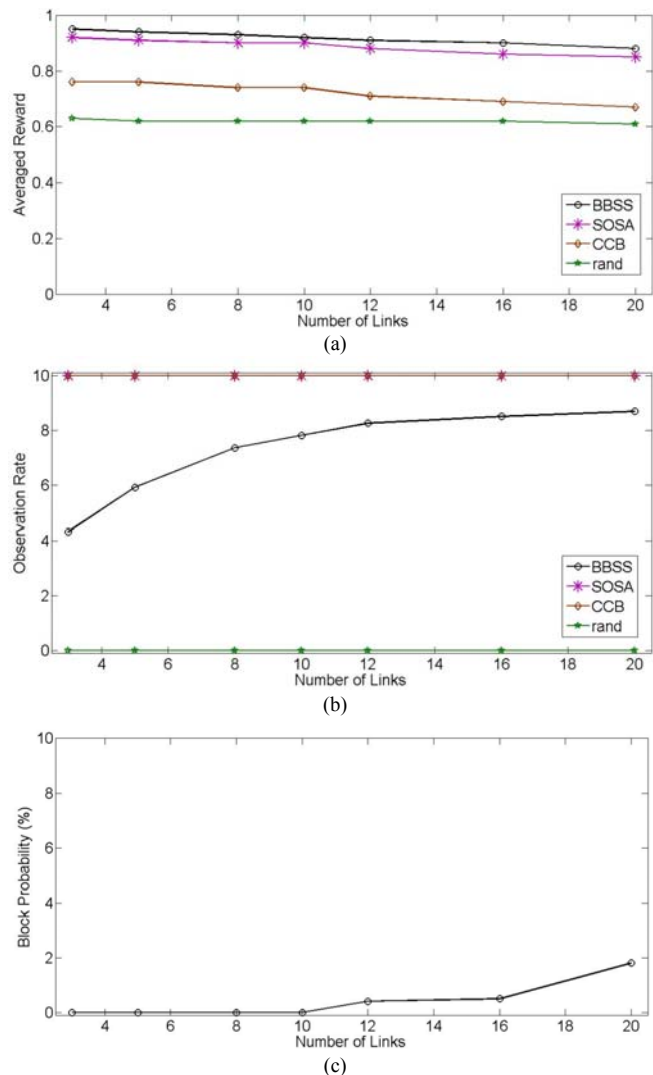 1
0.8
0.6
0.4
0.2
0
Averaged Reward
BBSS
SOSA
CCB
rand
4 6 8 10 12 14 16 18 20
Number of Links
(a)
10
8
6
4
2
0
Observation Rate
BBSS
SOSA
CCB
rand
4 6 8 10 12 14 16 18 20
Number of Links
(b)
10
8
6
4
2
0
Block Probability (%)
4 6 8 10 12 14 16 18 20
Number of Links
(c)